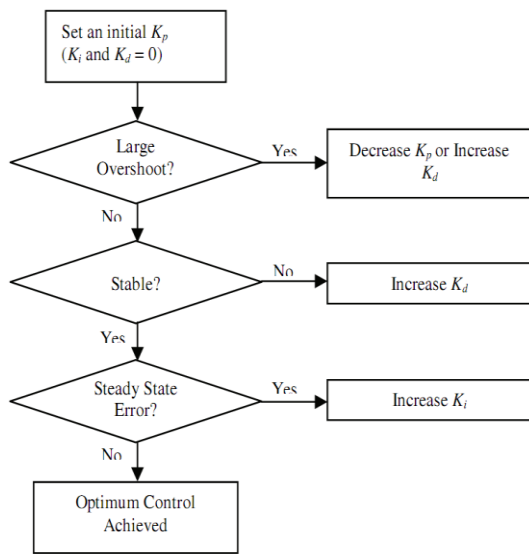 Set an initial Kp
(Ki and Kd = 0)
Large
Overshoot?
Yes
Decrease Kp or Increase
Kd
No
Stable?
No
Increase Kd
Yes
Steady State
Error?
Yes
Increase Ki
No
Optimum Control
Achieved